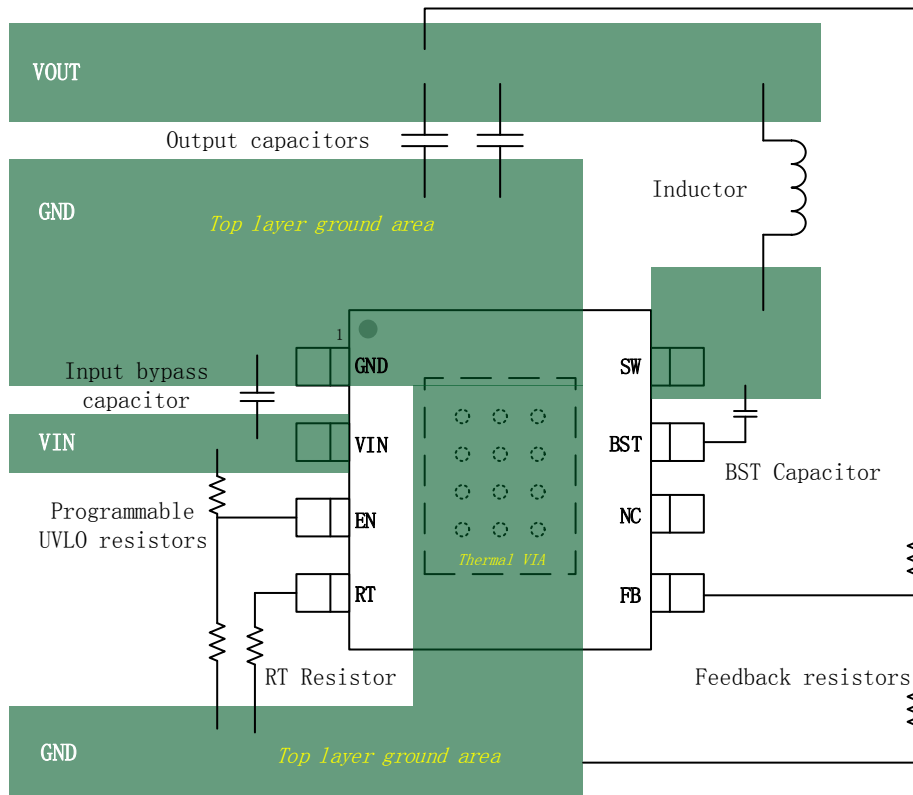 VOUT
Output capacitors
Inductor
GND
Top layer ground area
1
GND
SW
Input bypass
capacitor
VIN
VIN
BST
BST Capacitor
Programmable
UVLO resistors
EN
NC
Thermal VIA
RT
FB
RT Resistor
Feedback resistors
GND
Top layer ground area